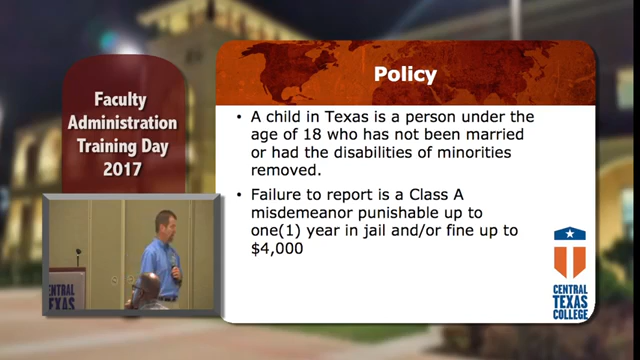 Faculty
Administration
Training Day
2017
Policy
• A child in Texas is a person under the
age of 18 who has not been married
or had the disabilities of minorities
removed.
• Failure to report is a Class A
misdemeanor punishable up to
one(1) year in jail and/or fine up to
$4,000
CENTRAL
TEXAS
COLLEGE
CENTRAL
TEXAS